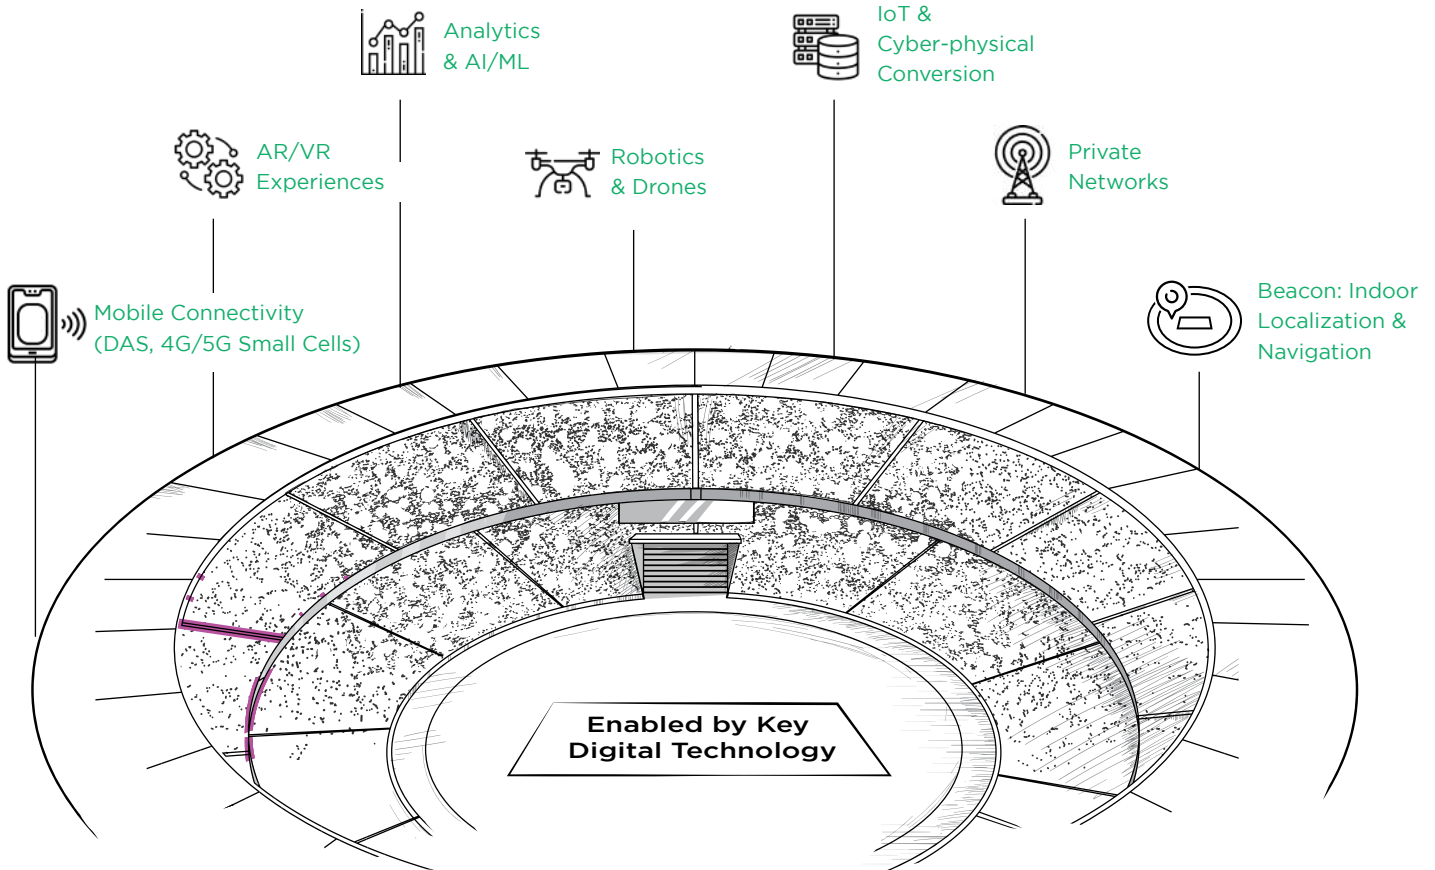 Analytics
& AI/ML
IoT &
Cyber-physical
Conversion
AR/VR
Experiences
Robotics
& Drones
Private
Networks
Mobile Connectivity
(DAS, 4G/5G Small Cells)
Beacon: Indoor
Localization &
Navigation
Enabled by Key
Digital Technology